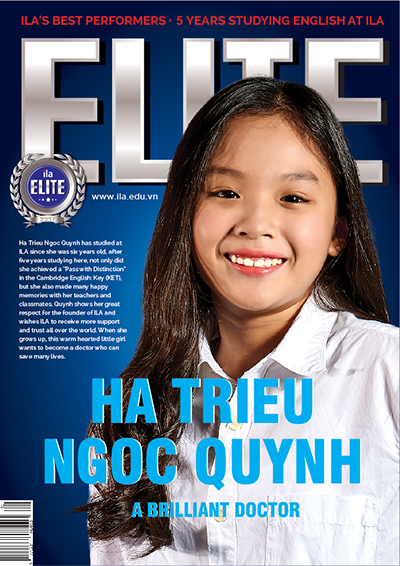 ILA'S BEST PERFORMERS · 5 YEARS STUDYING ENGLISH AT ILA
ELITE
ila
ELITE
www.ila.edu.vn
Ha Trieu Ngoc Quynh has studied at
ILA since she was six years old, after
five years studying here, not only did
she achieved a "Pass with Distinction"
in the Cambridge English: Key (KET),
but she also made many happy
memories with her teachers and
classmates. Quynh shows her great
respect for the founder of ILA and
wishes ILA to receive more support
and trust all over the world. When she
grows up, this warm hearted little girl
wants to become a doctor who can
save many lives.
HA TRIEU
NGOC QUYNH
A BRILLIANT DOCTOR